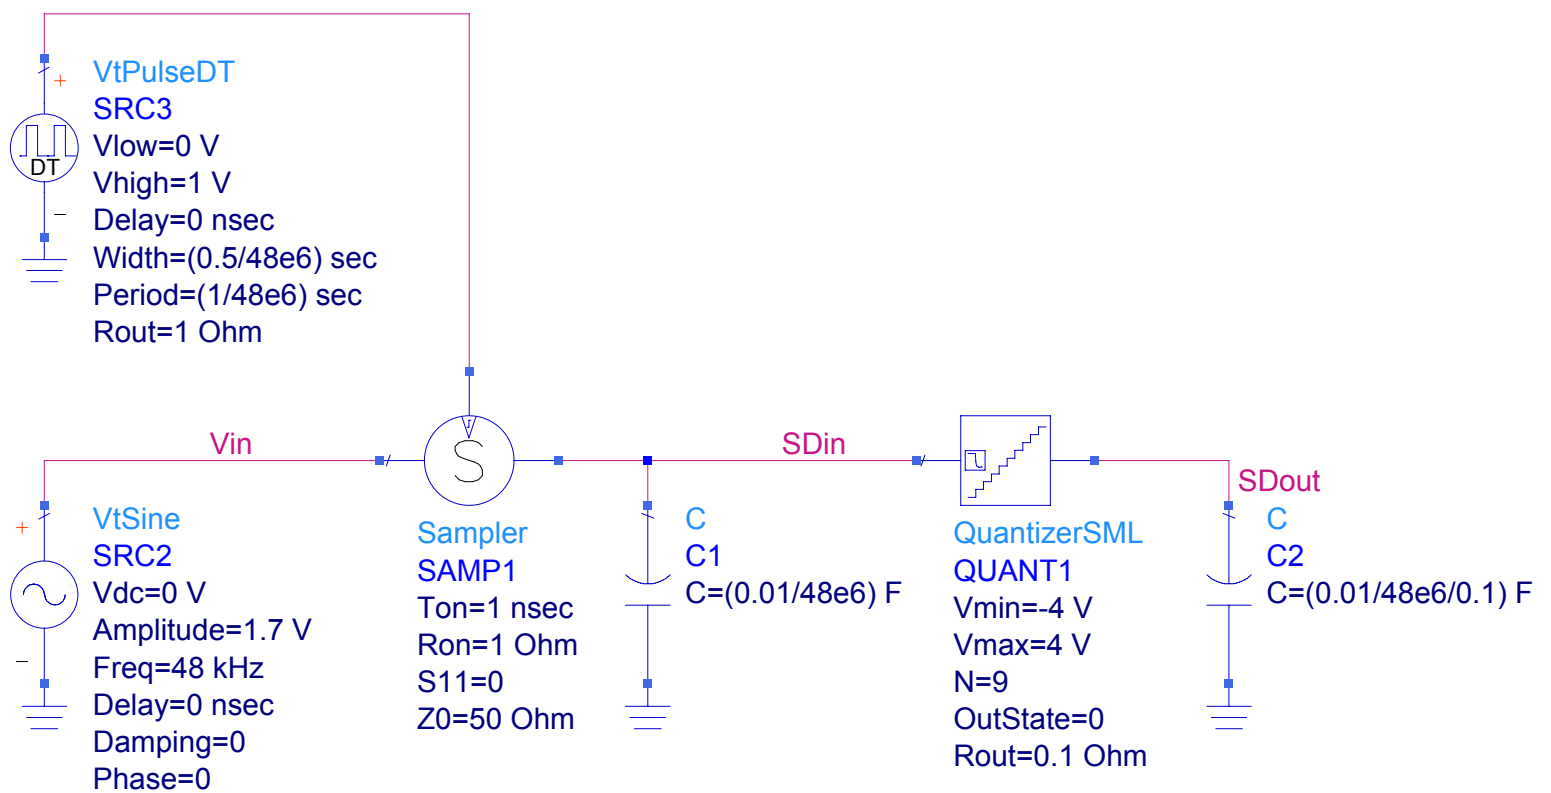 VtPulseDT
SRC3
Vlow=0 V
Vhigh=1 V
Delay=0 nsec
Width=(0.5/48e6) sec
Period=(1/48e6) sec
Rout=1 Ohm
+
DT
−
Vin
S
SDin
SDout
+
−
VtSine
SRC2
Vdc=0 V
Amplitude=1.7 V
Freq=48 kHz
Delay=0 nsec
Damping=0
Phase=0
Sampler
SAMP1
Ton=1 nsec
Ron=1 Ohm
S11=0
Z0=50 Ohm
C
C1
C=(0.01/48e6) F
QuantizerSML
QUANT1
Vmin=-4 V
Vmax=4 V
N=9
OutState=0
Rout=0.1 Ohm
C
C2
C=(0.01/48e6/0.1) F